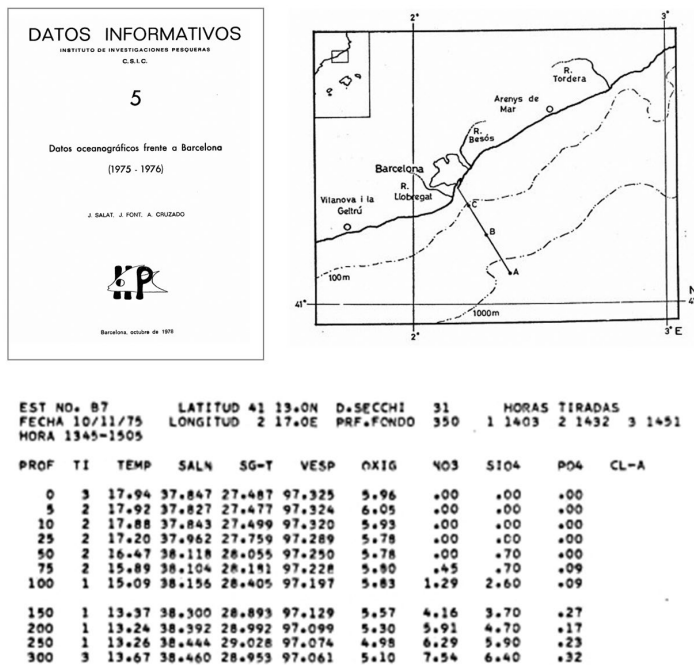 DATOS INFORMATIVOS
INSTITUTO DE INVESTIGACIONES PESQUERAS
C.S.I.C.
5
Datos oceanográficos frente a Barcelona
(1975 - 1976)
J. SALAT, J. FONT, A. CRUZADO
Barcelona, octubre de 1978
2°
3°
R.
Tordera
Arenys de
Mar
R.
Besós
Barcelona
R.
Llobregat
Vilanova i la
Geltrú
C
B
A
100m
41°
1000m
N
2°
3° E
EST NO. B7 LATITUD 41 13.0N D.SECCHI 31 HORAS TIRADAS
FECHA 10/11/75 LONGITUD 2 17.0E PRF.FONDO 350 1 1403 2 1432 3 1451
HORA 1345-1505
PROF TI TEMP SALN SG-T VESP OXIG NO3 SIO4 PO4 CL-A
0 3 17.94 37.847 27.487 97.325 5.96 .00 .00 .00
5 2 17.92 37.827 27.477 97.324 6.05 .00 .00 .00
10 2 17.88 37.843 27.499 97.320 5.93 .00 .00 .00
25 2 17.20 37.962 27.759 97.289 5.78 .00 .00 .00
50 2 16.47 38.118 28.055 97.250 5.78 .00 .70 .00
75 2 15.89 38.104 28.181 97.228 5.80 .45 .70 .09
100 1 15.09 38.156 28.405 97.197 5.83 1.29 2.60 .09
150 1 13.37 38.300 28.893 97.129 5.57 4.16 3.70 .27
200 1 13.24 38.392 28.992 97.099 5.30 5.91 4.70 .17
250 1 13.26 38.444 29.028 97.074 4.98 6.29 5.90 .23
300 3 13.67 38.460 28.953 97.061 5.10 7.54 6.40 .32